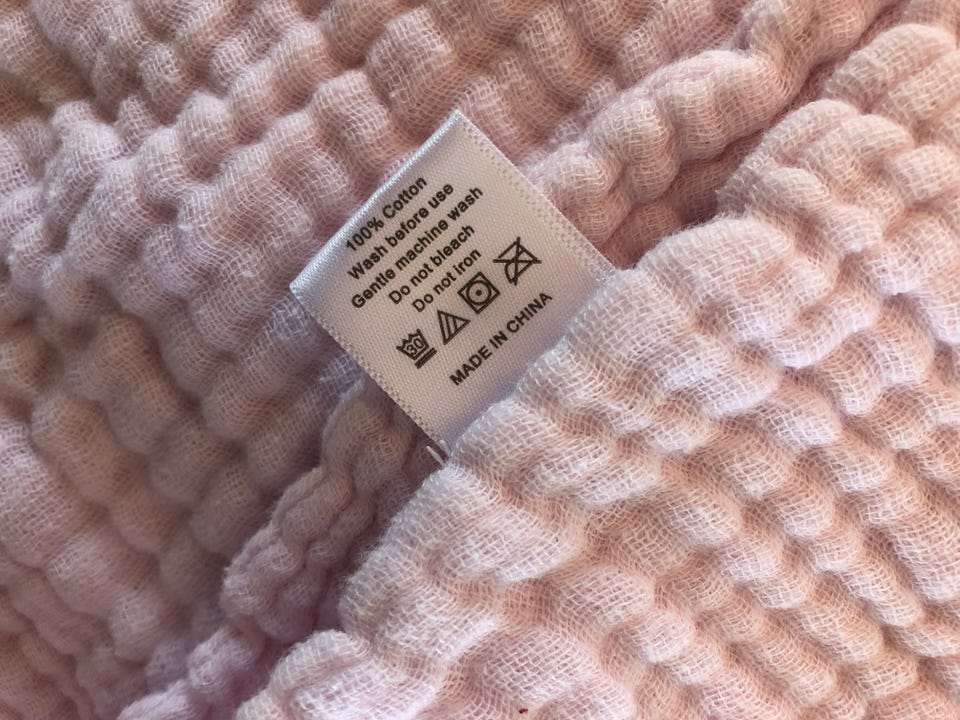 100% Cotton
Wash before use
Gentle machine wash
Do not bleach
Do not iron
30
MADE IN CHINA